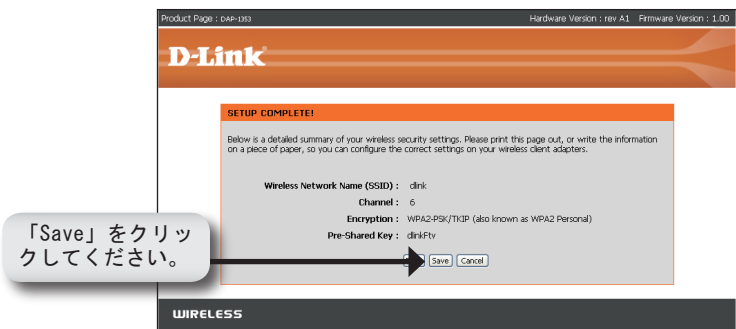 Product Page : DAP-1353 Hardware Version : rev A1 Firmware Version : 1.00
D-Link
SETUP COMPLETE!
Below is a detailed summary of your wireless security settings. Please print this page out, or write the information
on a piece of paper, so you can configure the correct settings on your wireless client adapters.
Wireless Network Name (SSID) : dlink
Channel : 6
Encryption : WPA2-PSK/TKIP (also known as WPA2 Personal)
Pre-Shared Key : dlinkFtv
「Save」をクリッ
クしてください。
Save Cancel
WIRELESS